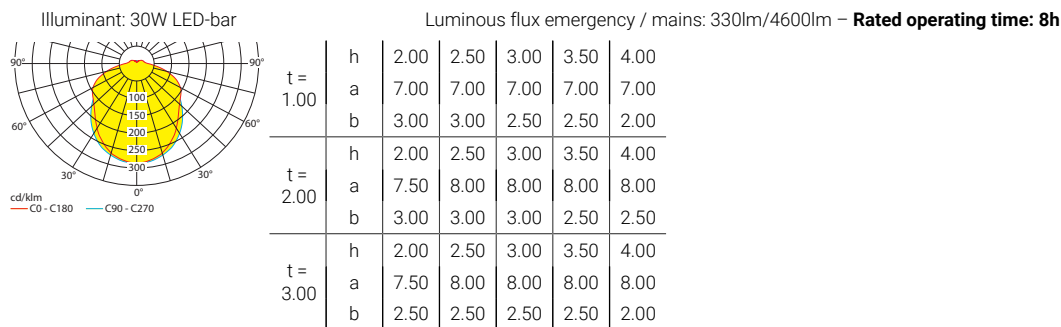 Illuminant: 30W LED-bar
Luminous flux emergency / mains: 330lm/4600lm – Rated operating time: 8h
90° 90°
60° 60°
30° 30°
0°
100
150
200
250
300
cd/klm
C0 - C180 C90 - C270
t = 1.00
h 2.00 2.50 3.00 3.50 4.00
a 7.00 7.00 7.00 7.00 7.00
b 3.00 3.00 2.50 2.50 2.00
t = 2.00
h 2.00 2.50 3.00 3.50 4.00
a 7.50 8.00 8.00 8.00 8.00
b 3.00 3.00 3.00 2.50 2.50
t = 3.00
h 2.00 2.50 3.00 3.50 4.00
a 7.50 8.00 8.00 8.00 8.00
b 2.50 2.50 2.50 2.50 2.00